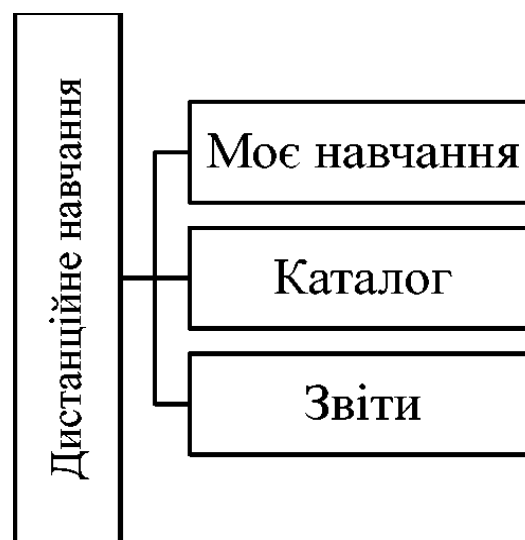 Дистанційне навчання
Моє навчання
Каталог
Звіти